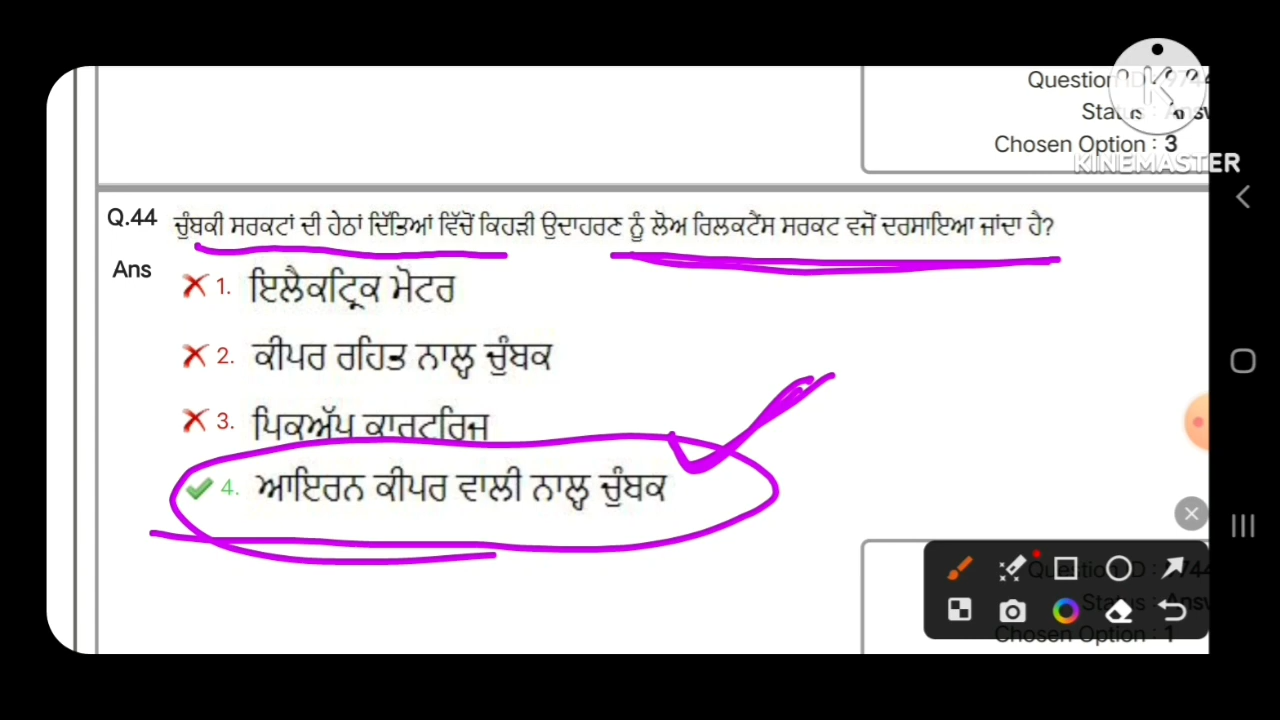 Chosen Option : 3
KINEMASTER
Q.44 ਚੁੰਬਕੀ ਸਰਕਟਾਂ ਦੀ ਹੇਠਾਂ ਦਿੱਤਿਆਂ ਵਿੱਚੋਂ ਕਿਹੜੀ ਉਦਾਹਰਣ ਨੂੰ ਲੋਅ ਰਿਲਕਟੈਂਸ ਸਰਕਟ ਵਜੋਂ ਦਰਸਾਇਆ ਜਾਂਦਾ ਹੈ?
Ans
1. ਇਲੈਕਟ੍ਰਿਕ ਮੋਟਰ
2. ਕੀਪਰ ਰਹਿਤ ਨਾਲ੍ਹ ਚੁੰਬਕ
3. ਪਿਕਅੱਪ ਕਾਰਟਰਿਜ
4. ਆਇਰਨ ਕੀਪਰ ਵਾਲੀ ਨਾਲ੍ਹ ਚੁੰਬਕ
Chosen Option : 1